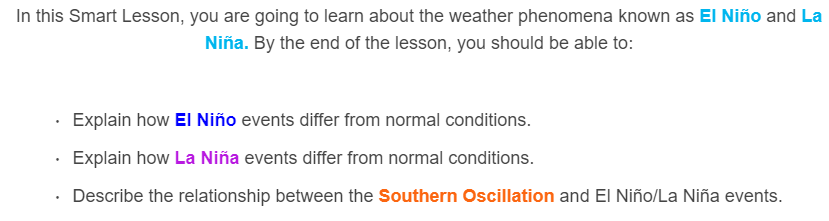 In this Smart Lesson, you are going to learn about the weather phenomena known as El Niño and La
Niña. By the end of the lesson, you should be able to:
· Explain how El Niño events differ from normal conditions.
· Explain how La Niña events differ from normal conditions.
· Describe the relationship between the Southern Oscillation and El Niño/La Niña events.